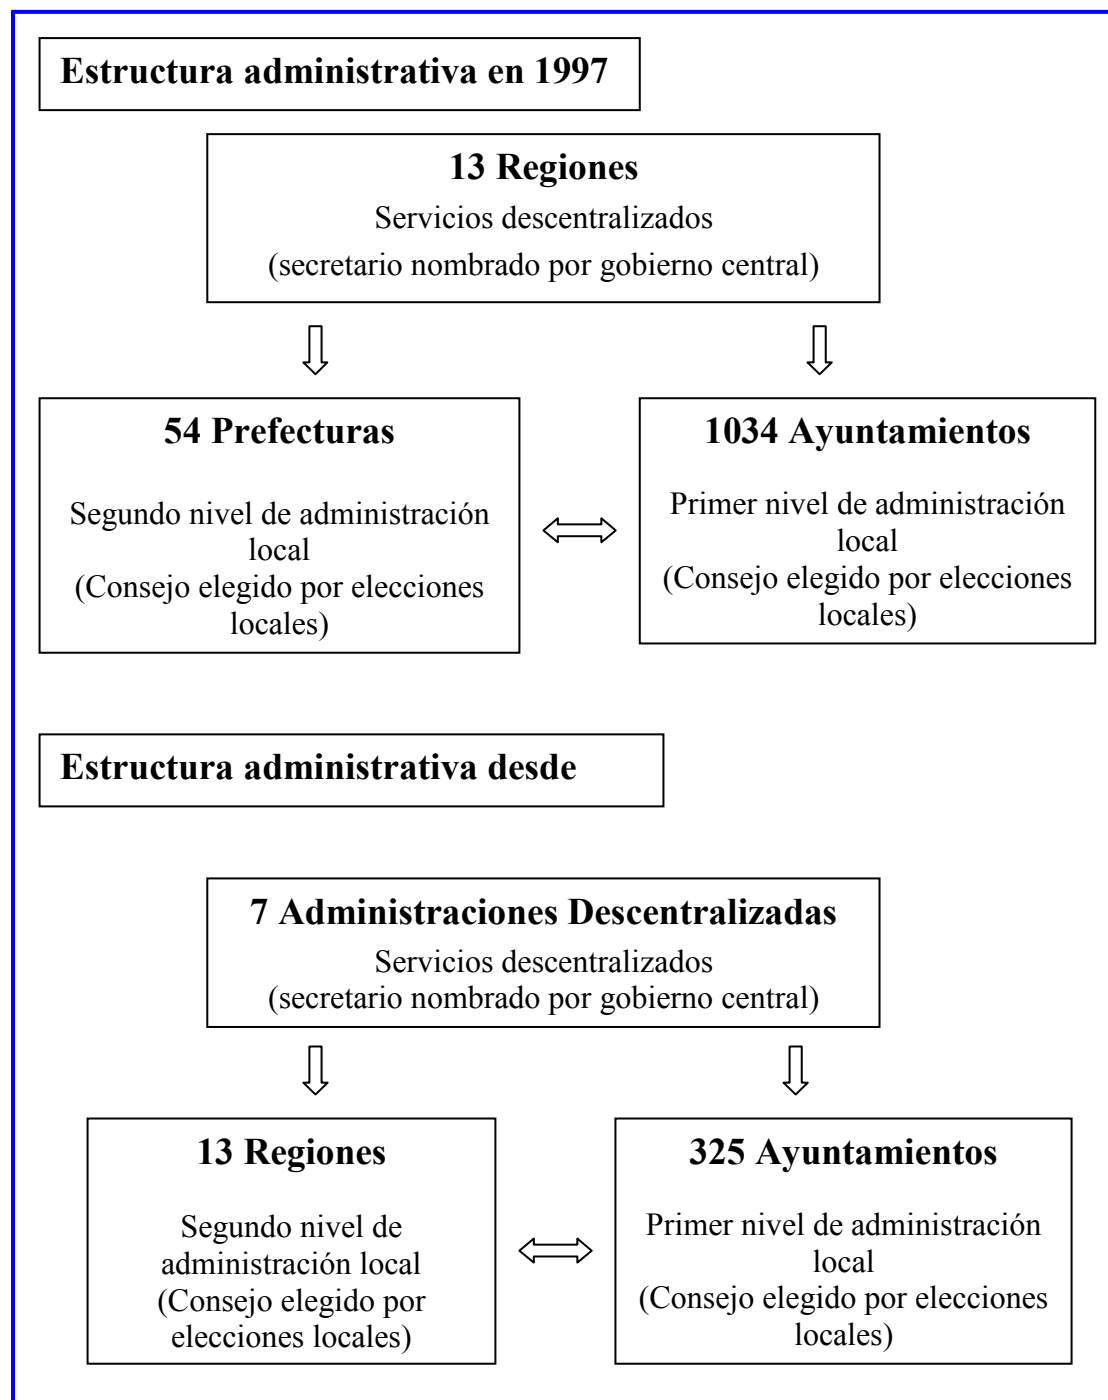 Estructura administrativa en 1997
13 Regiones
Servicios descentralizados
(secretario nombrado por gobierno central)
54 Prefecturas
Segundo nivel de administración
local
(Consejo elegido por elecciones
locales)
1034 Ayuntamientos
Primer nivel de administración
local
(Consejo elegido por elecciones
locales)
Estructura administrativa desde
7 Administraciones Descentralizadas
Servicios descentralizados
(secretario nombrado por gobierno central)
13 Regiones
Segundo nivel de
administración local
(Consejo elegido por
elecciones locales)
325 Ayuntamientos
Primer nivel de administración
local
(Consejo elegido por elecciones
locales)